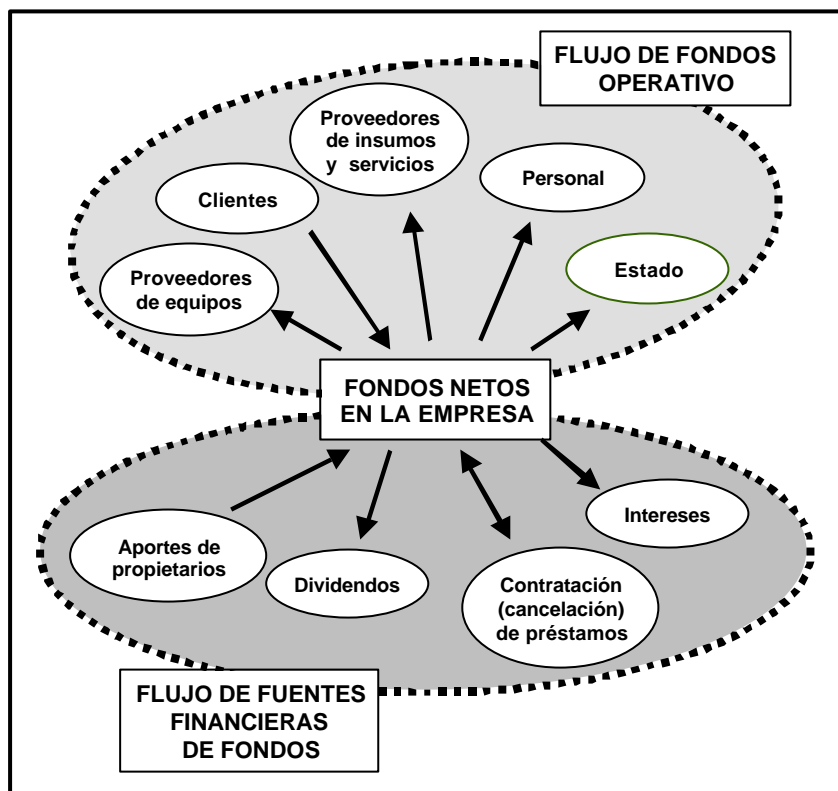 FLUJO DE FONDOS
OPERATIVO
Proveedores
de insumos
y servicios
Personal
Clientes
Estado
Proveedores
de equipos
FONDOS NETOS
EN LA EMPRESA
Intereses
Aportes de
propietarios
Dividendos
Contratación
(cancelación)
de préstamos
FLUJO DE FUENTES
FINANCIERAS
DE FONDOS